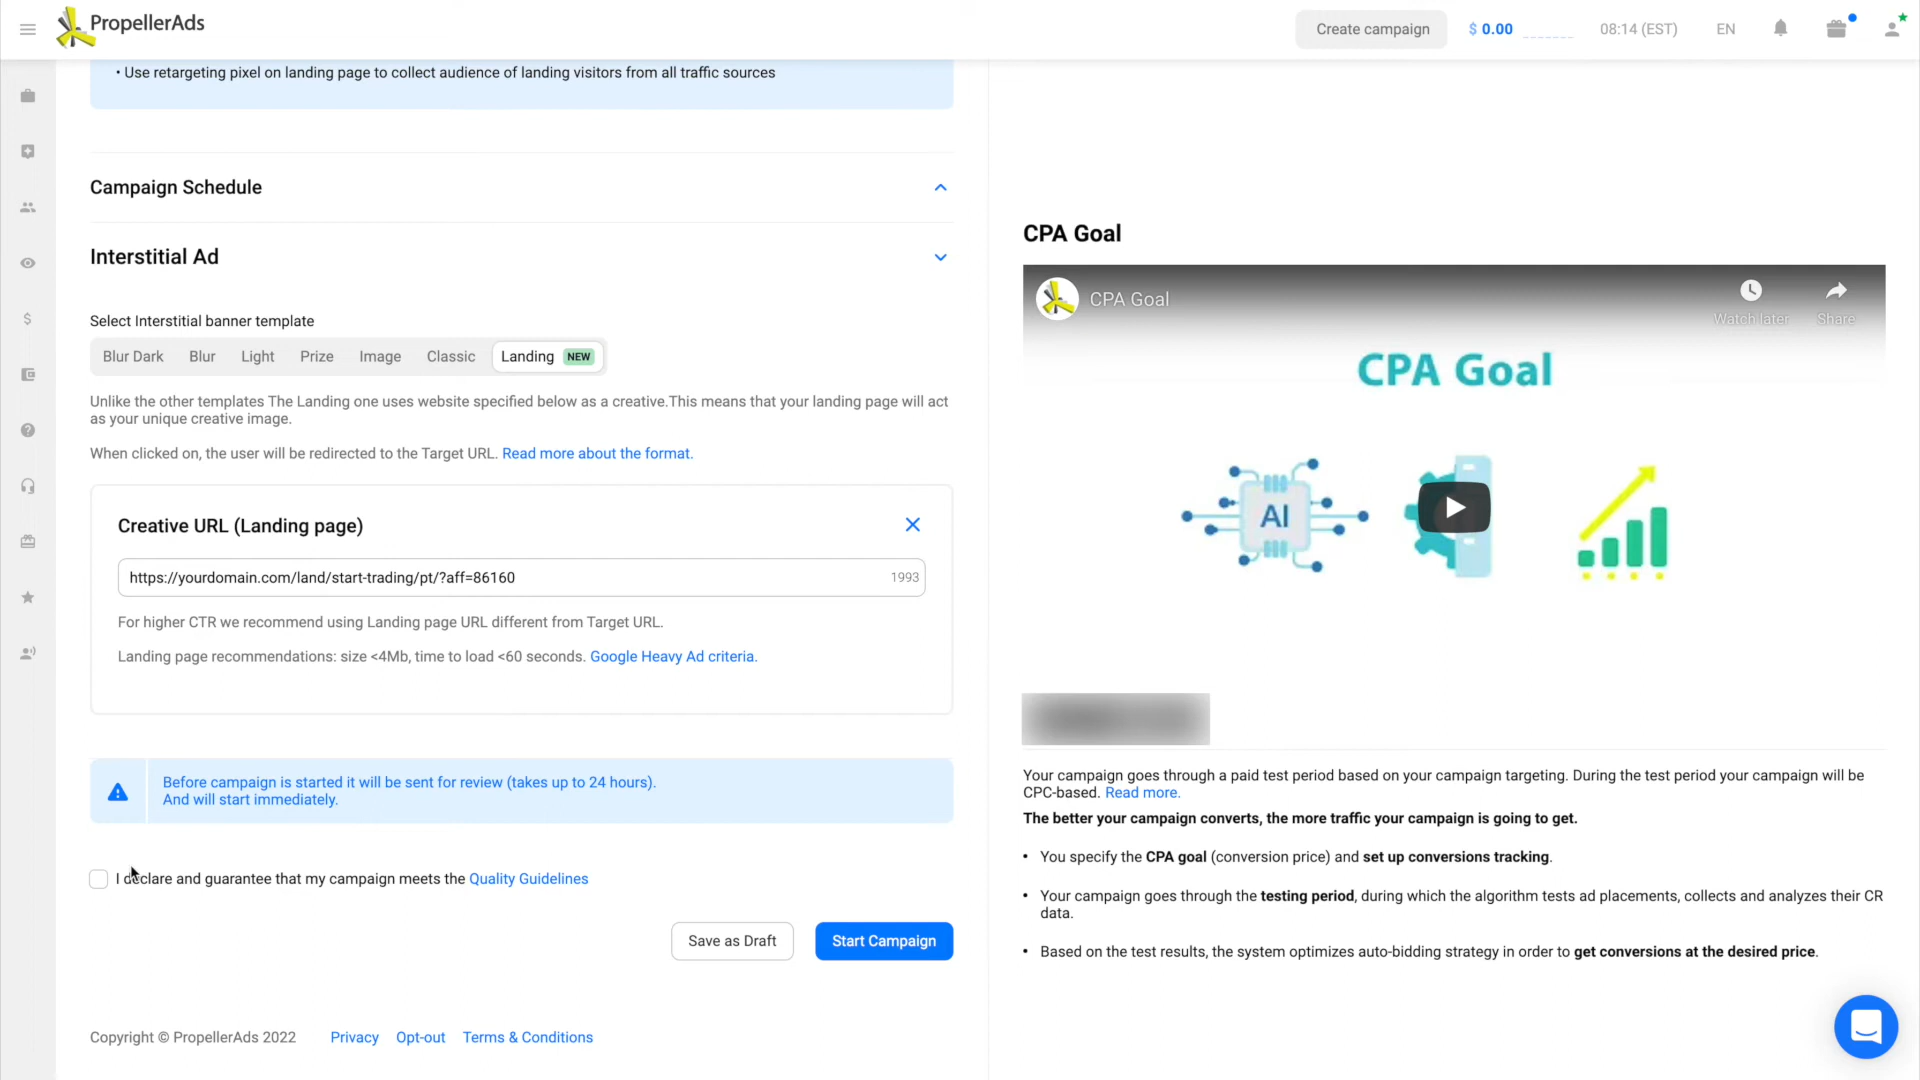 PropellerAds
Create campaign
$ 0.00
08:14 (EST)
EN
• Use retargeting pixel on landing page to collect audience of landing visitors from all traffic sources
Campaign Schedule
Interstitial Ad
Select Interstitial banner template
Blur Dark
Blur
Light
Prize
Image
Classic
Landing NEW
Unlike the other templates The Landing one uses website specified below as a creative.This means that your landing page will act
as your unique creative image.
When clicked on, the user will be redirected to the Target URL. Read more about the format.
Creative URL (Landing page)
https://yourdomain.com/land/start-trading/pt/?aff=86160
1993
For higher CTR we recommend using Landing page URL different from Target URL.
Landing page recommendations: size <4Mb, time to load <60 seconds. Google Heavy Ad criteria.
Before campaign is started it will be sent for review (takes up to 24 hours).
And will start immediately.
I declare and guarantee that my campaign meets the Quality Guidelines
Save as Draft
Start Campaign
Copyright © PropellerAds 2022
Privacy
Opt-out
Terms & Conditions
CPA Goal
CPA Goal
Watch later
Share
CPA Goal
AI
Your campaign goes through a paid test period based on your campaign targeting. During the test period your campaign will be
CPC-based. Read more.
The better your campaign converts, the more traffic your campaign is going to get.
• You specify the CPA goal (conversion price) and set up conversions tracking.
• Your campaign goes through the testing period, during which the algorithm tests ad placements, collects and analyzes their CR
data.
• Based on the test results, the system optimizes auto-bidding strategy in order to get conversions at the desired price.